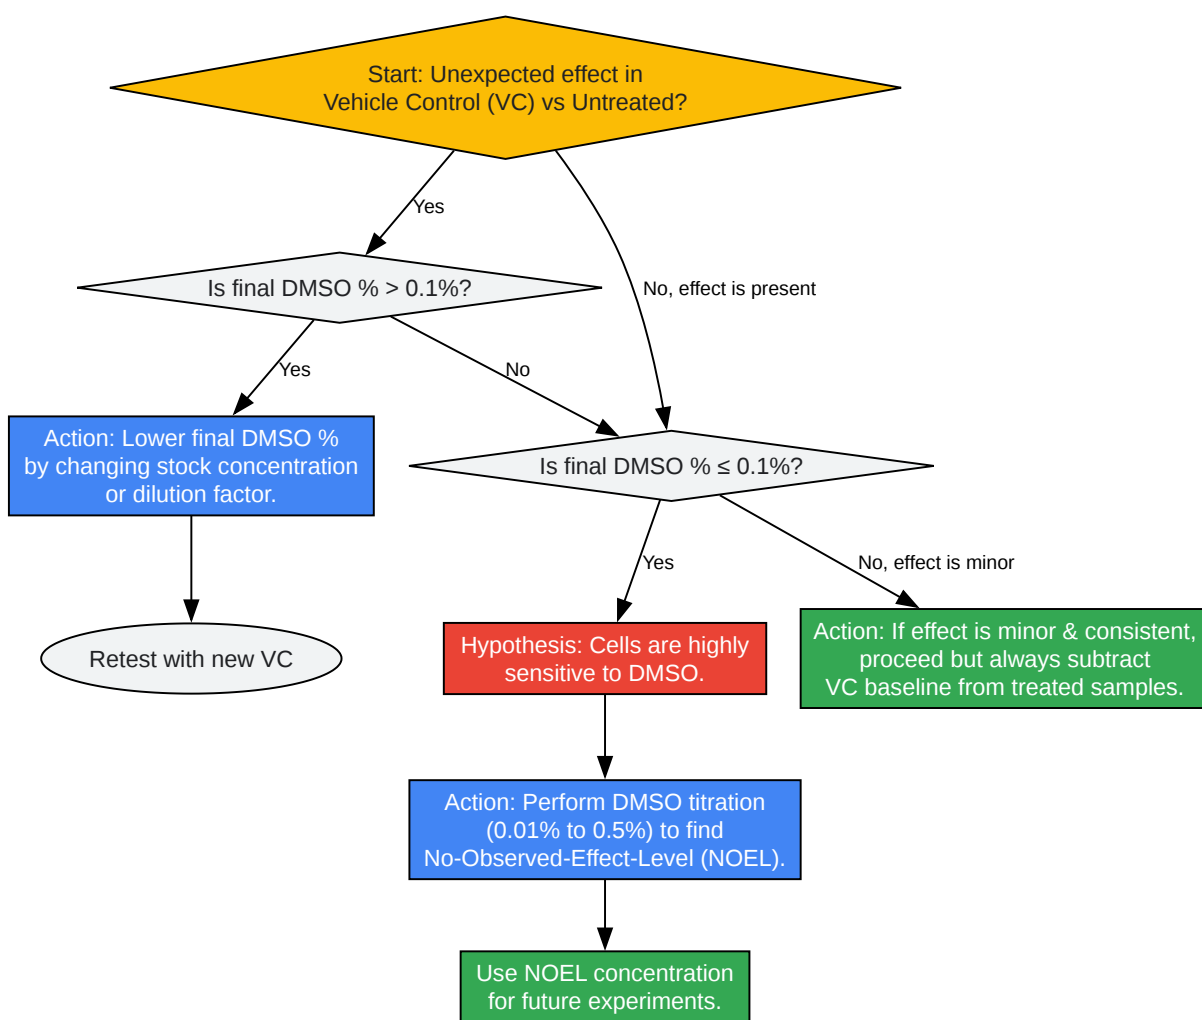 Start: Unexpected effect in
Vehicle Control (VC) vs Untreated?
Yes
Is final DMSO % > 0.1%?
No, effect is present
Yes
No
Action: Lower final DMSO %
by changing stock concentration
or dilution factor.
Is final DMSO % ≤ 0.1%?
Yes
No, effect is minor
Retest with new VC
Hypothesis: Cells are highly
sensitive to DMSO.
Action: If effect is minor & consistent,
proceed but always subtract
VC baseline from treated samples.
Action: Perform DMSO titration
(0.01% to 0.5%) to find
No-Observed-Effect-Level (NOEL).
Use NOEL concentration
for future experiments.